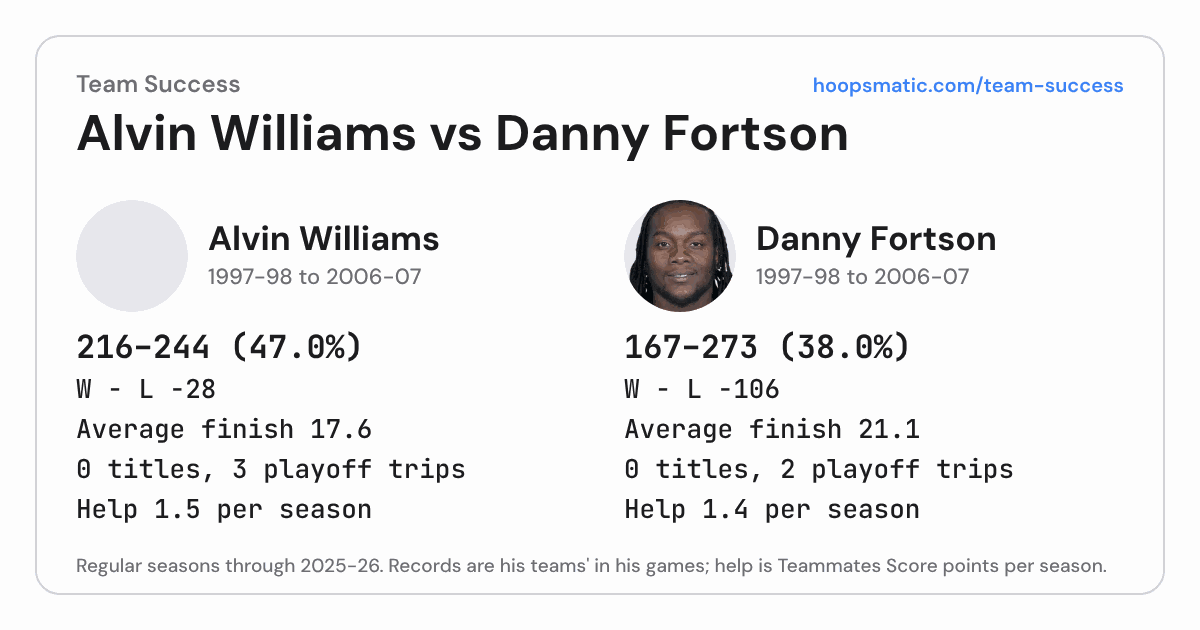 Team Success
hoopsmatic.com/team-success
Alvin Williams vs Danny Fortson
Alvin Williams
1997-98 to 2006-07
216-244 (47.0%)
W - L -28
Average finish 17.6
0 titles, 3 playoff trips
Help 1.5 per season
Danny Fortson
1997-98 to 2006-07
167-273 (38.0%)
W - L -106
Average finish 21.1
0 titles, 2 playoff trips
Help 1.4 per season
Regular seasons through 2025-26. Records are his teams' in his games; help is Teammates Score points per season.